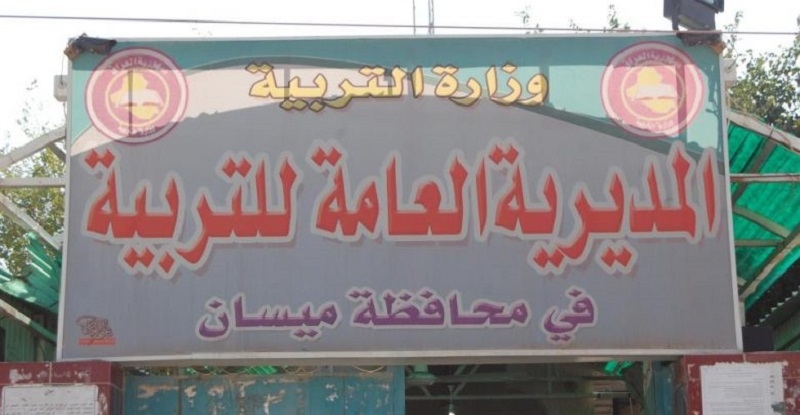 وزارة التربية
المديرية العامة للتربية
في محافظة ميسان